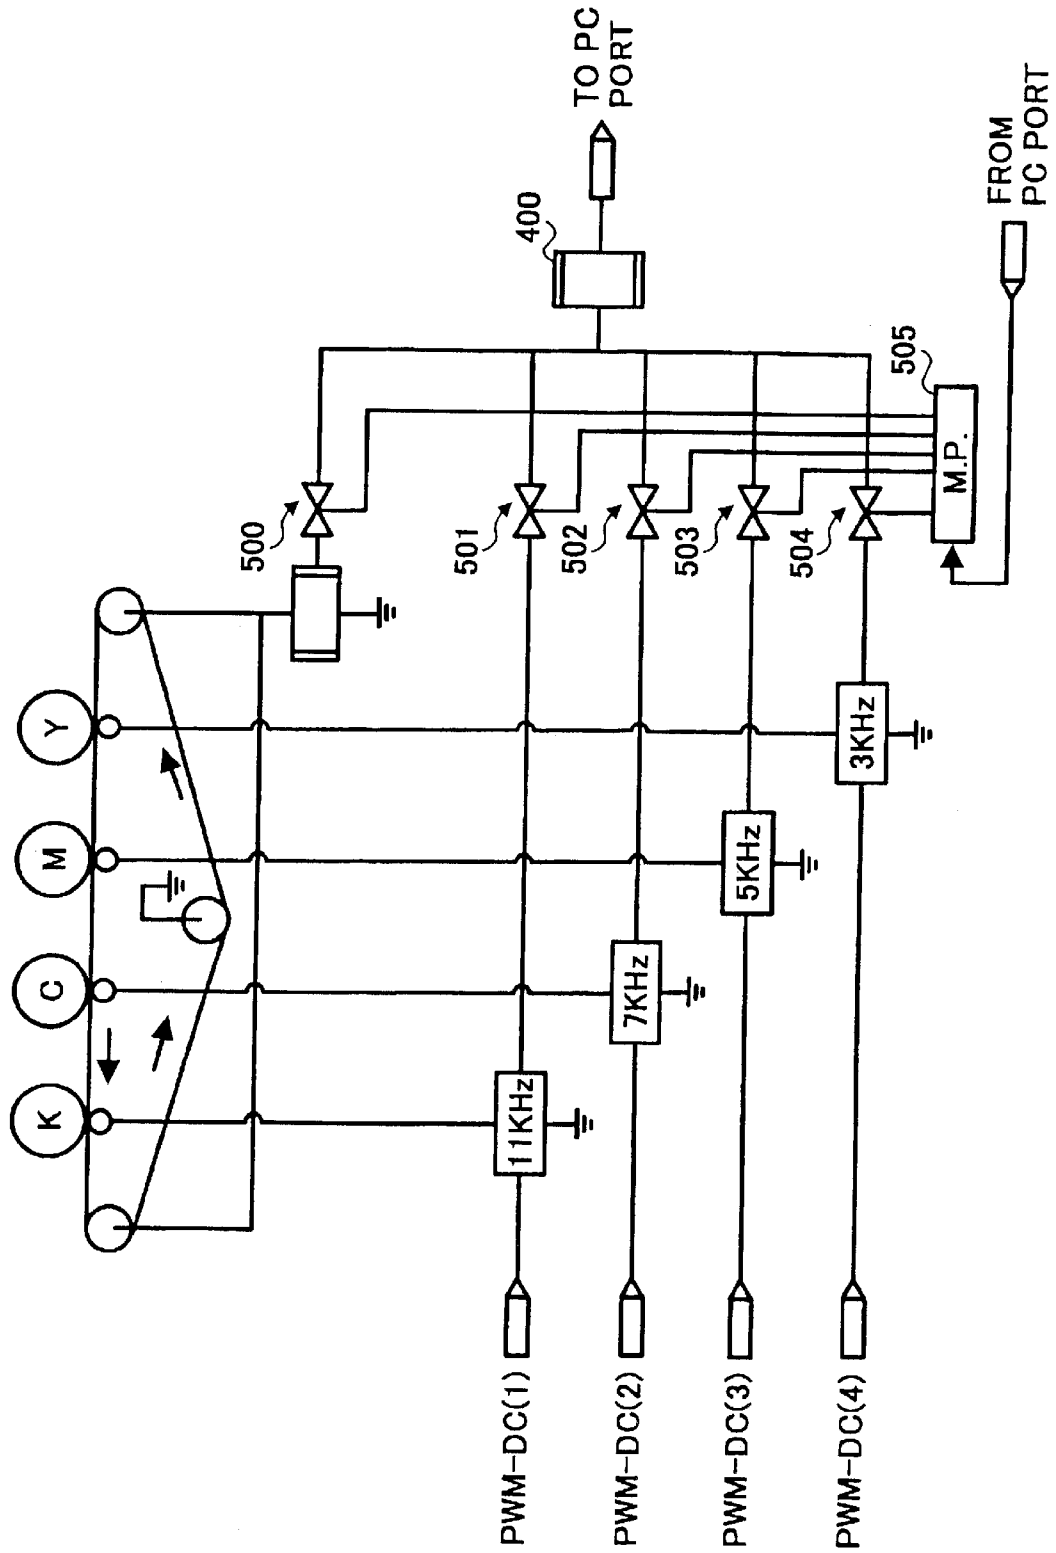 K
C
M
Y
500
501
502
503
504
400
505
TO PC
PORT
FROM
PC PORT
M.P.
11KHz
7KHz
5KHz
3KHz
PWM-DC(1)
PWM-DC(2)
PWM-DC(3)
PWM-DC(4)